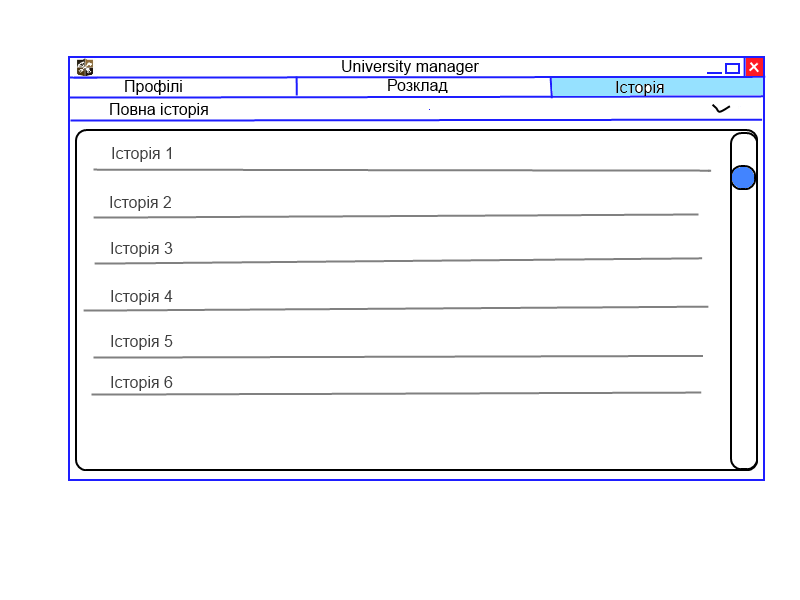 University manager
Профілі Розклад Історія
Повна історія
Історія 1
Історія 2
Історія 3
Історія 4
Історія 5
Історія 6